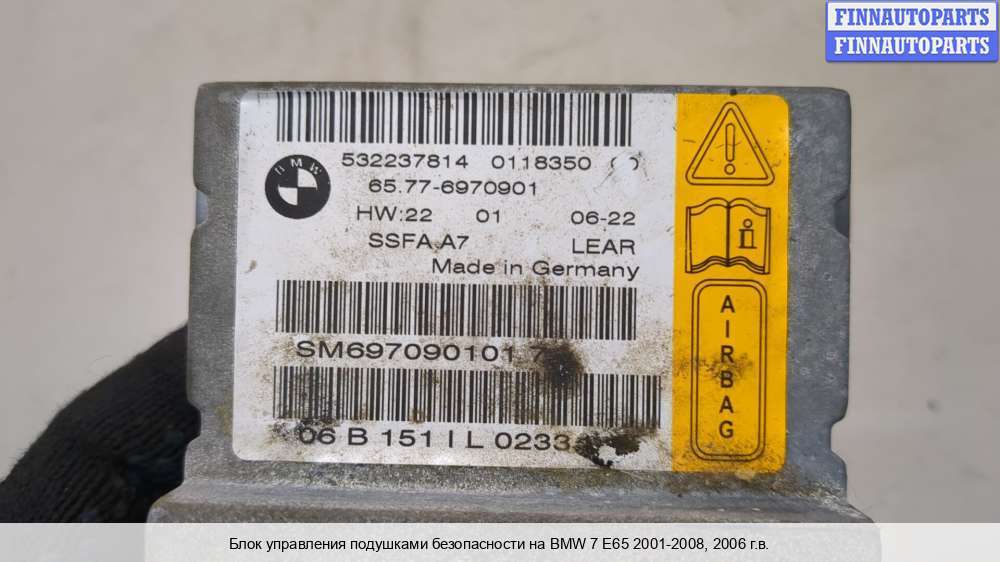 FINNAUTOPARTS
FINNAUTOPARTS
BMW
532237814 0118350
65.77-6970901
HW:22 01 06-22
SSFA.A7 LEAR
Made in Germany
SM697090101
06 B 151 I L 0233
AIRBAG
Блок управления подушками безопасности на BMW 7 E65 2001-2008, 2006 г.в.